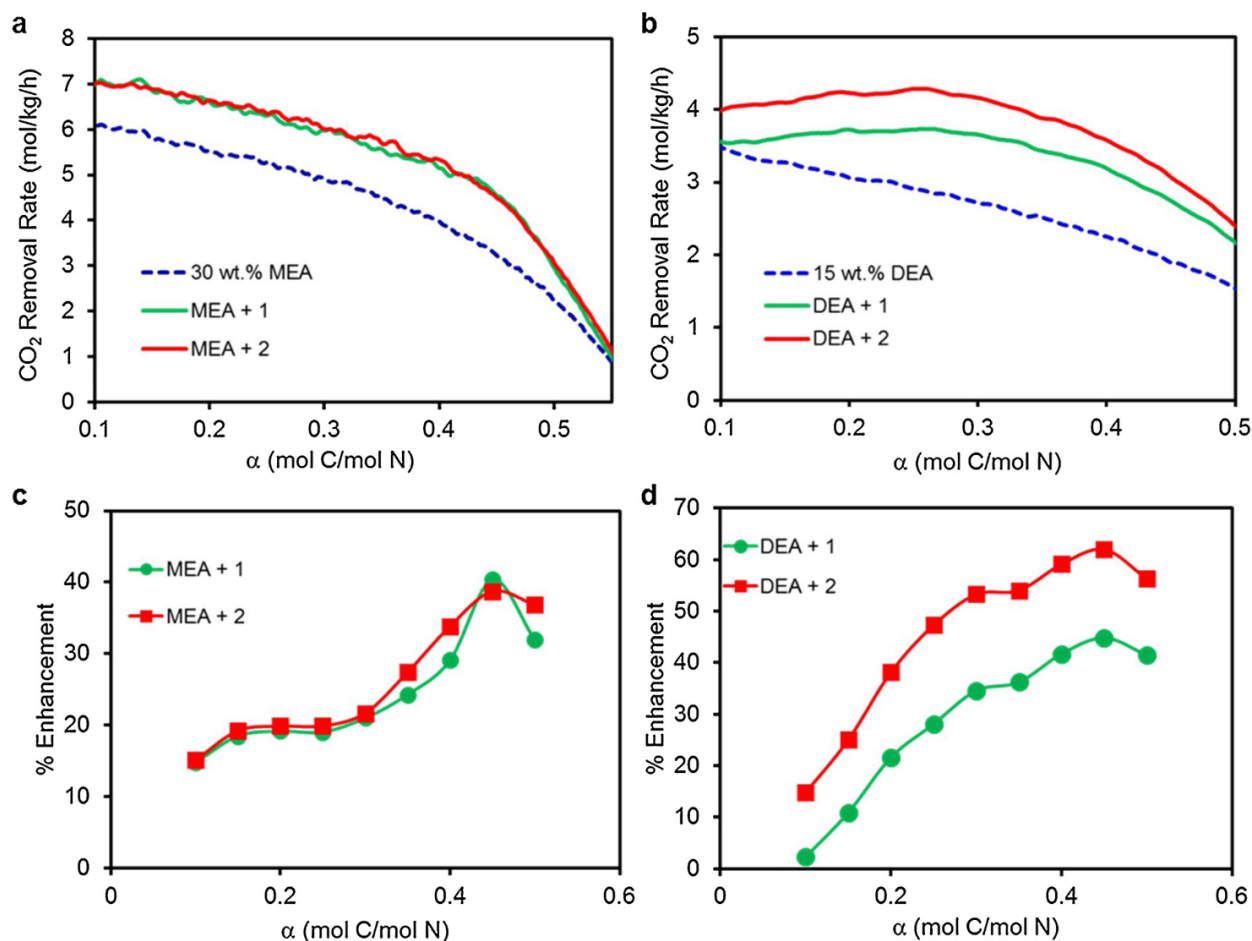 a
CO2 Removal Rate (mol/kg/h)
8
7
6
5
4
3
2
1
0
30 wt.% MEA
MEA + 1
MEA + 2
0.1
0.2
0.3
0.4
0.5
α (mol C/mol N)
b
CO2 Removal Rate (mol/kg/h)
5
4
3
2
1
0
15 wt.% DEA
DEA + 1
DEA + 2
0.1
0.2
0.3
0.4
0.5
α (mol C/mol N)
c
% Enhancement
50
40
30
20
10
0
MEA + 1
MEA + 2
0
0.2
0.4
0.6
α (mol C/mol N)
d
% Enhancement
70
60
50
40
30
20
10
0
DEA + 1
DEA + 2
0
0.2
0.4
0.6
α (mol C/mol N)